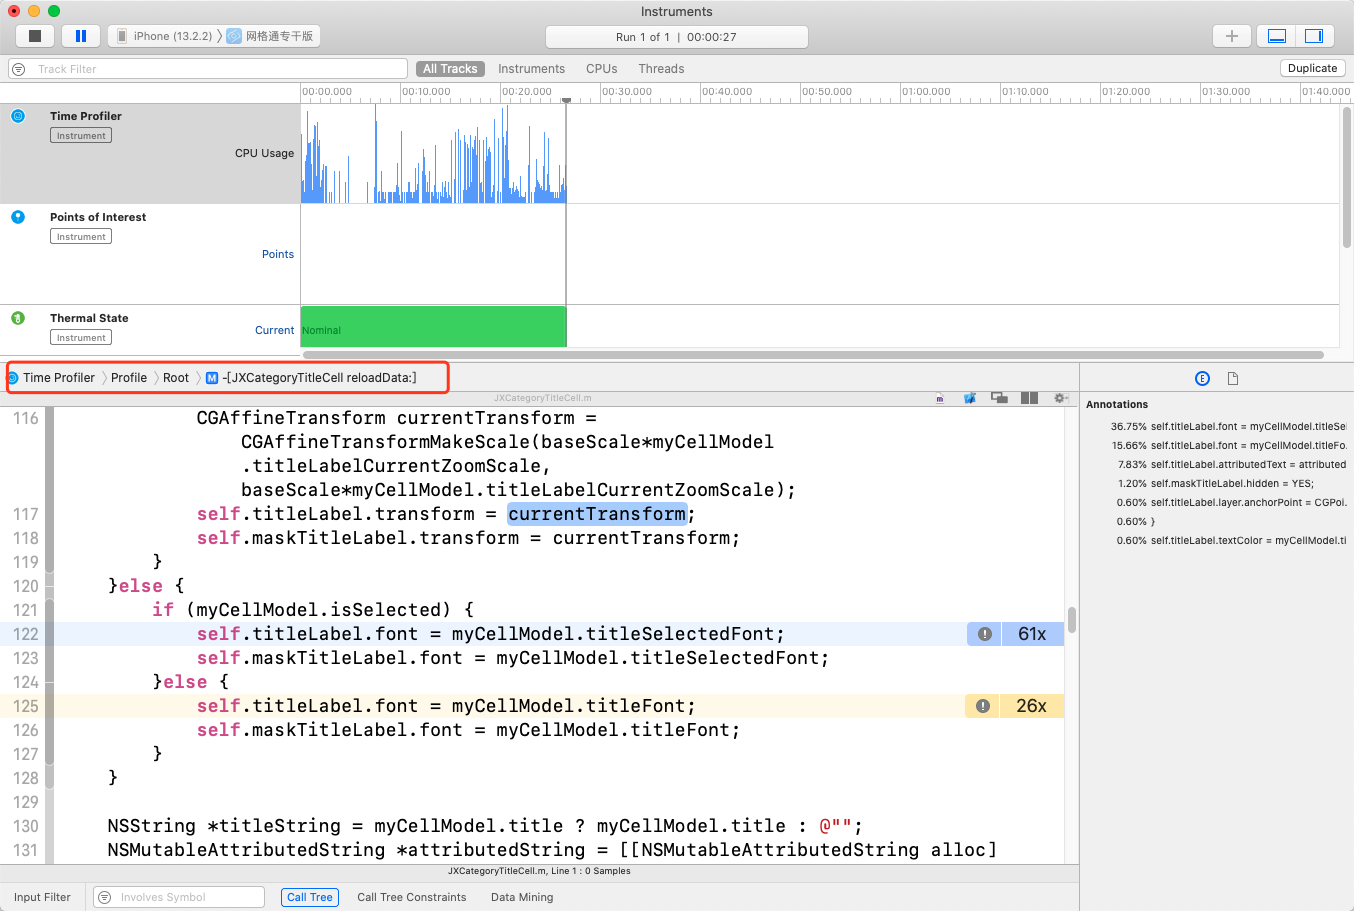 Instruments
iPhone (13.2.2) 〉 网格通专干版
Run 1 of 1 | 00:00:27
Track Filter
All Tracks Instruments CPUs Threads
Duplicate
00:00.000 00:10.000 00:20.000 00:30.000 00:40.000 00:50.000 01:00.000 01:10.000 01:20.000 01:30.000 01:40.000
Time Profiler
Instrument
CPU Usage
Points of Interest
Instrument
Points
Thermal State
Instrument
Current
Nominal
Time Profiler 〉 Profile 〉 Root 〉 M -[JXCategoryTitleCell reloadData:]
JXCategoryTitleCell.m
116 CGAffineTransform currentTransform =
CGAffineTransformMakeScale(baseScale*myCellModel
.titleLabelCurrentZoomScale,
baseScale*myCellModel.titleLabelCurrentZoomScale);
117 self.titleLabel.transform = currentTransform;
118 self.maskTitleLabel.transform = currentTransform;
119 }
120 }else {
121 if (myCellModel.isSelected) {
122 self.titleLabel.font = myCellModel.titleSelectedFont; 61x
123 self.maskTitleLabel.font = myCellModel.titleSelectedFont;
124 }else {
125 self.titleLabel.font = myCellModel.titleFont; 26x
126 self.maskTitleLabel.font = myCellModel.titleFont;
127 }
128 }
129
130 NSString *titleString = myCellModel.title ? myCellModel.title : @"";
131 NSMutableAttributedString *attributedString = [[NSMutableAttributedString alloc]
JXCategoryTitleCell.m, Line 1 : 0 Samples
E
Annotations
36.75% self.titleLabel.font = myCellModel.titleSel
15.66% self.titleLabel.font = myCellModel.titleFo.
7.83% self.titleLabel.attributedText = attributed
1.20% self.maskTitleLabel.hidden = YES;
0.60% self.titleLabel.layer.anchorPoint = CGPoi.
0.60% }
0.60% self.titleLabel.textColor = myCellModel.ti
Input Filter Involves Symbol Call Tree Call Tree Constraints Data Mining